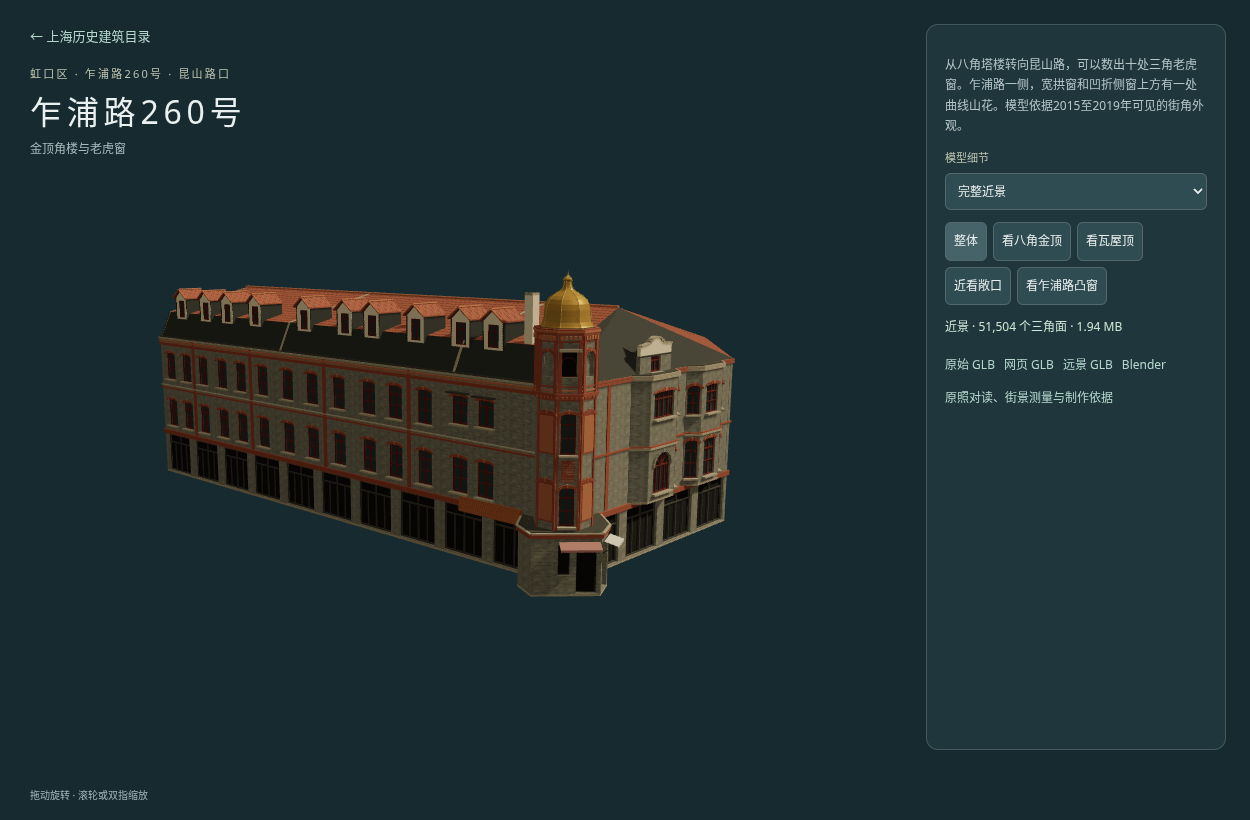 ← 上海历史建筑目录
虹口区 · 乍浦路260号 · 昆山路口
乍浦路260号
金顶角楼与老虎窗
从八角塔楼转向昆山路，可以数出十处三角老虎
窗。乍浦路一侧，宽拱窗和凹折侧窗上方有一处
曲线山花。模型依据2015至2019年可见的街角外
观。
模型细节
完整近景
整体 看八角金顶 看瓦屋顶
近看敞口 看乍浦路凸窗
近景 · 51,504 个三角面 · 1.94 MB
原始 GLB 网页 GLB 远景 GLB Blender
原照对读、街景测量与制作依据
拖动旋转 · 滚轮或双指缩放